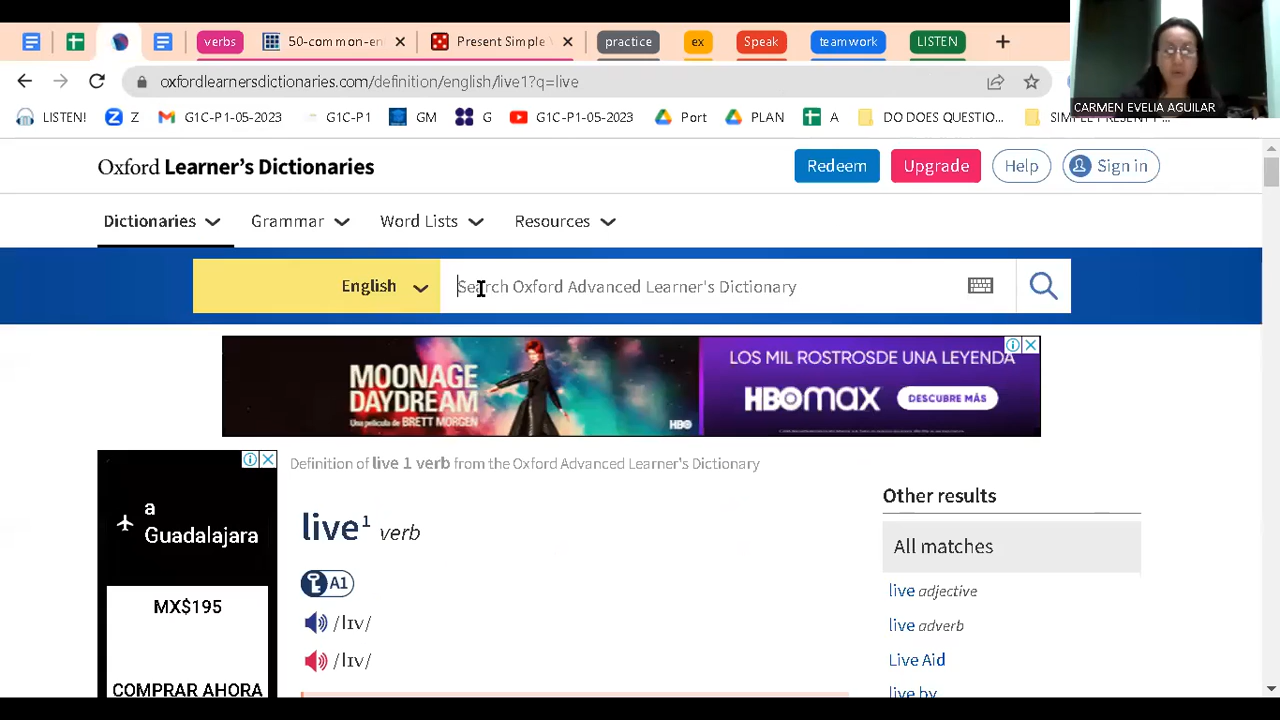 verbs
50-common-en
Present Simple
practice
ex
Speak
teamwork
LISTEN
oxfordlearnersdictionaries.com/definition/english/live1?q=live
CARMEN EVELIA AGUILAR
LISTEN!
Z
G1C-P1-05-2023
G1C-P1
GM
G
G1C-P1-05-2023
Port
PLAN
A
DO DOES QUESTIO...
Oxford Learner's Dictionaries
Redeem
Upgrade
Help
Sign in
Dictionaries
Grammar
Word Lists
Resources
English
Search Oxford Advanced Learner's Dictionary
MOONAGE
DAYDREAM
Una película de BRETT MORGEN
HBO
LOS MIL ROSTROSDE UNA LEYENDA
HBOmax
DESCUBRE MÁS
Definition of live 1 verb from the Oxford Advanced Learner's Dictionary
a
Guadalajara
MX$195
COMPRAR AHORA
live1 verb
A1
/lɪv/
/lɪv/
Other results
All matches
live adjective
live adverb
Live Aid
live by